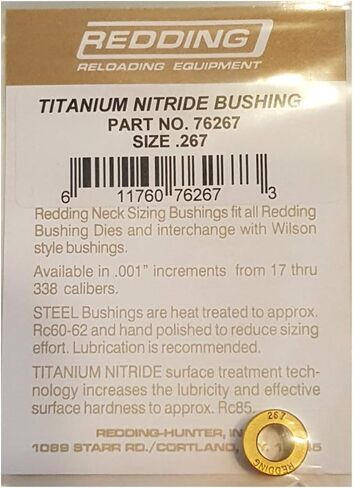 REDDING
RELOADING EQUIPMENT
TITANIUM NITRIDE BUSHING
PART NO. 76267
SIZE .267
6 11760 76267 3
Redding Neck Sizing Bushings fit all Redding
Bushing Dies and interchange with Wilson
style bushings.
Available in .001" increments from 17 thru
338 calibers.
STEEL Bushings are heat treated to approx.
Rc60-62 and hand polished to reduce sizing
effort. Lubrication is recommended.
TITANIUM NITRIDE surface treatment tech-
nology increases the lubricity and effective
surface hardness to approx. Rc85.
REDDING-HUNTER,
1089 STARR RD./CORTLAND,
267
REDDING